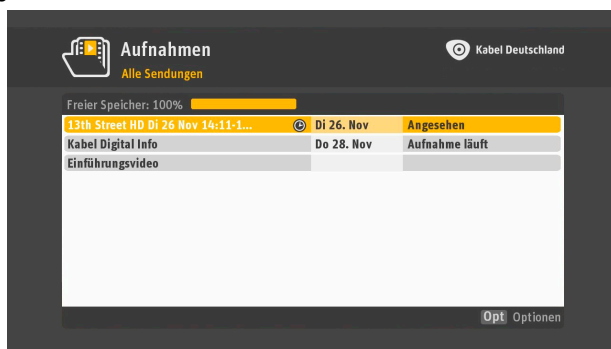 Aufnahmen
Kabel Deutschland
Alle Sendungen
Freier Speicher: 100%
13th Street HD Di 26 Nov 14:11-1... Di 26. Nov Angesehen
Kabel Digital Info Do 28. Nov Aufnahme läuft
Einführungsvideo
Opt Optionen